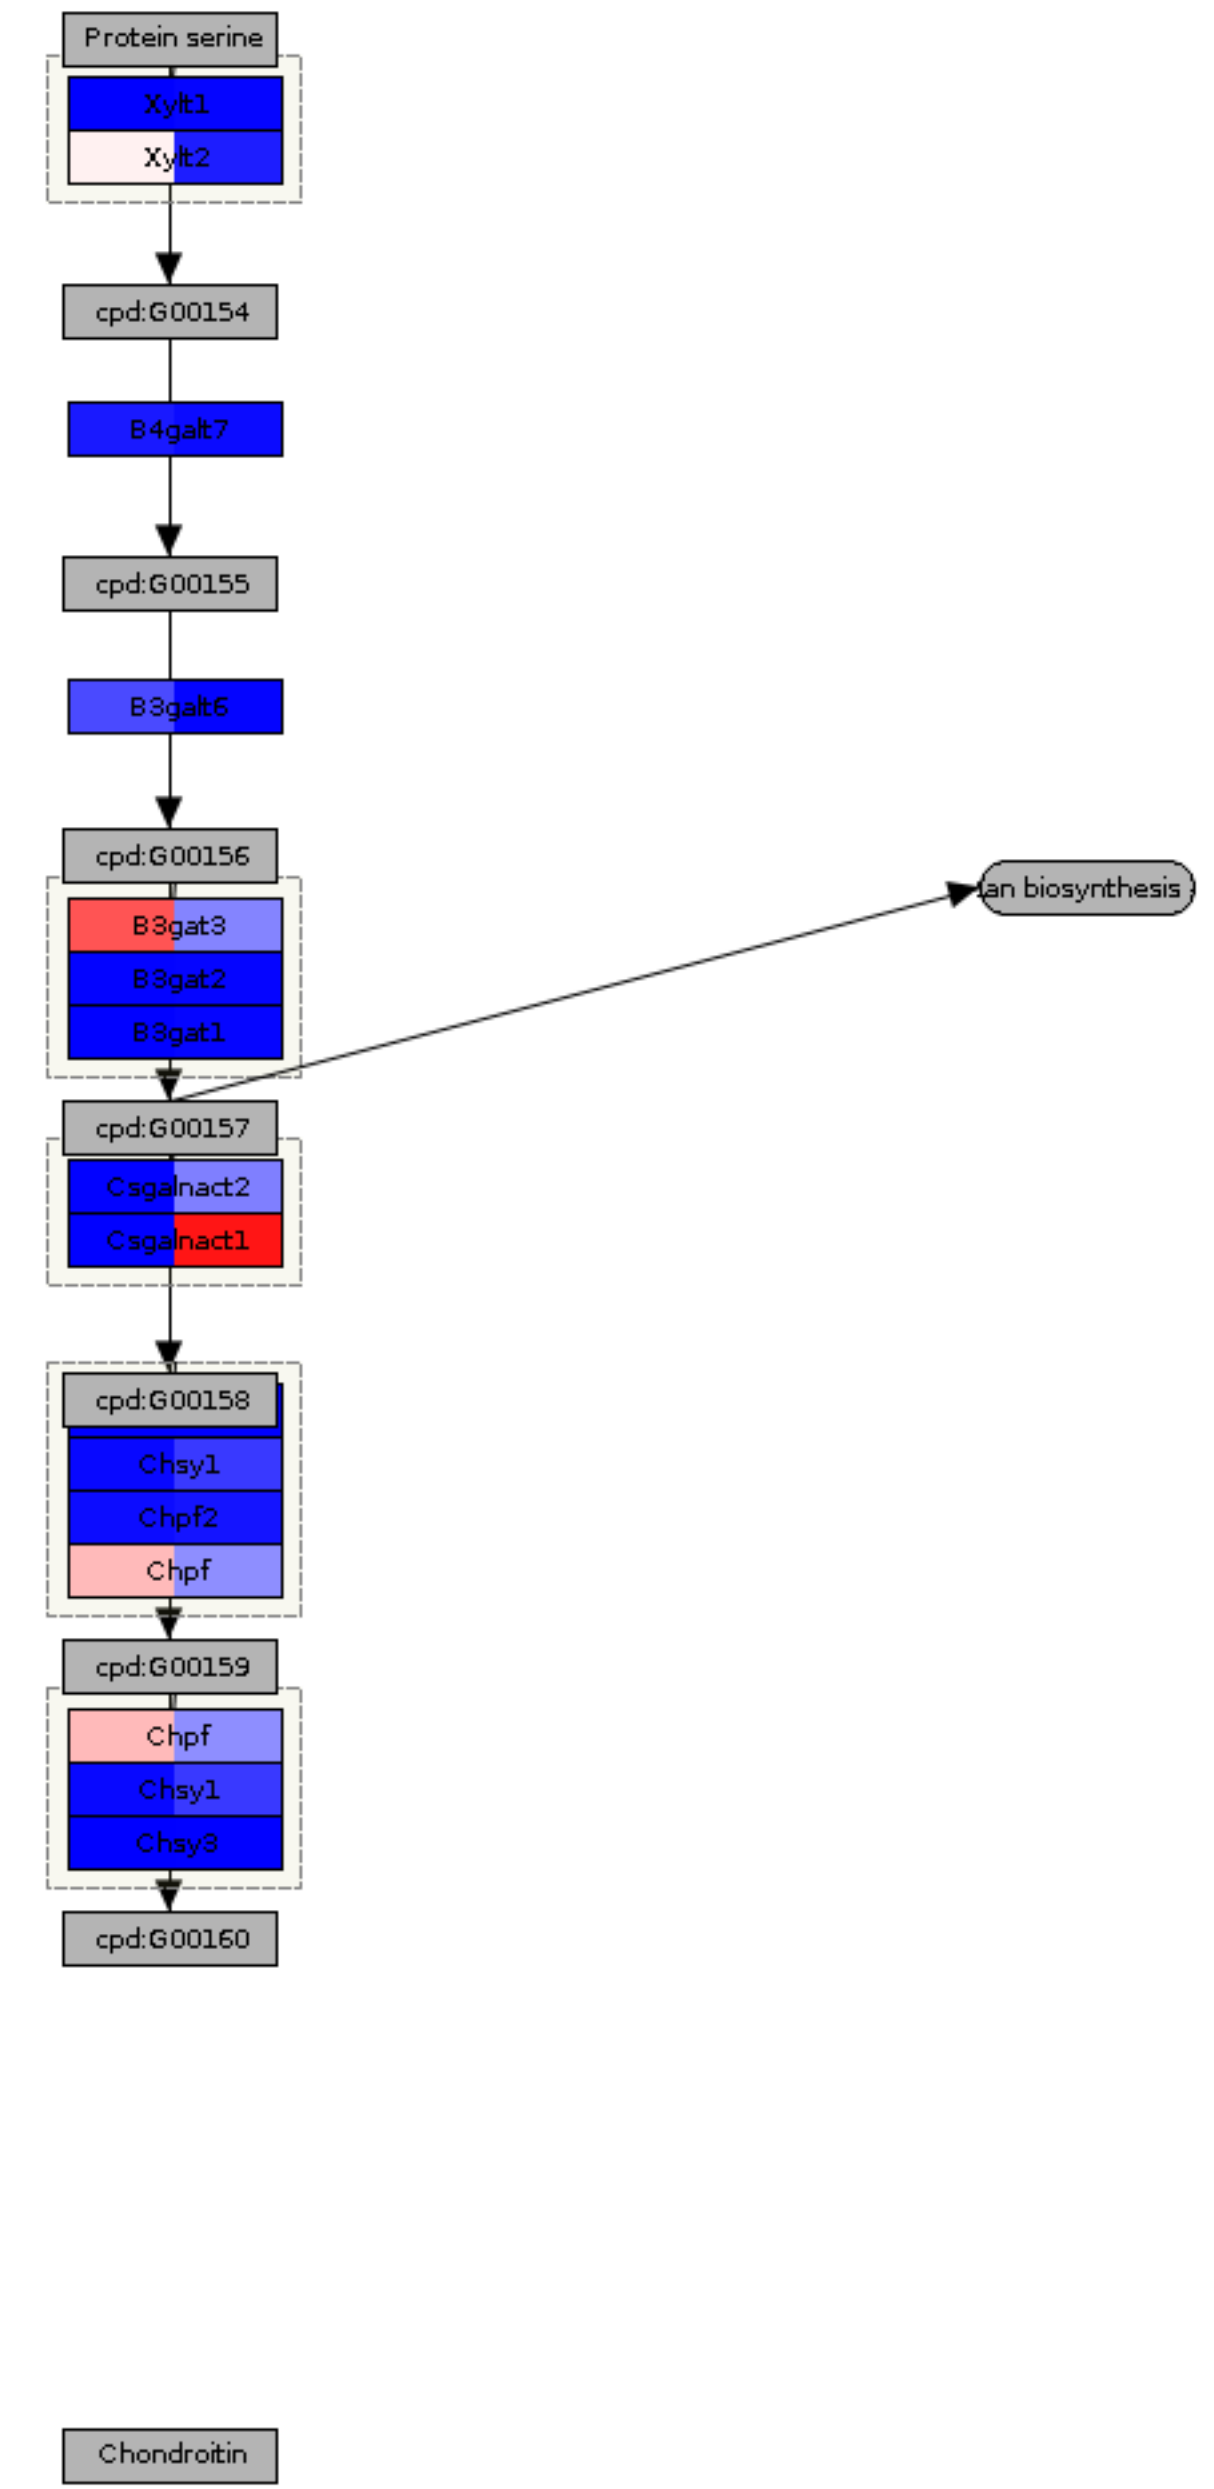 Protein serine
Xylt1
Xylt2
cpd:G00154
B4galt7
cpd:G00155
B3galt6
cpd:G00156
an biosynthesis
B3gat3
B3gat2
B3gat1
cpd:G00157
Csgalnact2
Csgalnact1
cpd:G00158
Chsy1
Chpf2
Chpf
cpd:G00159
Chpf
Chsy1
Chsy3
cpd:G00160
Chondroitin